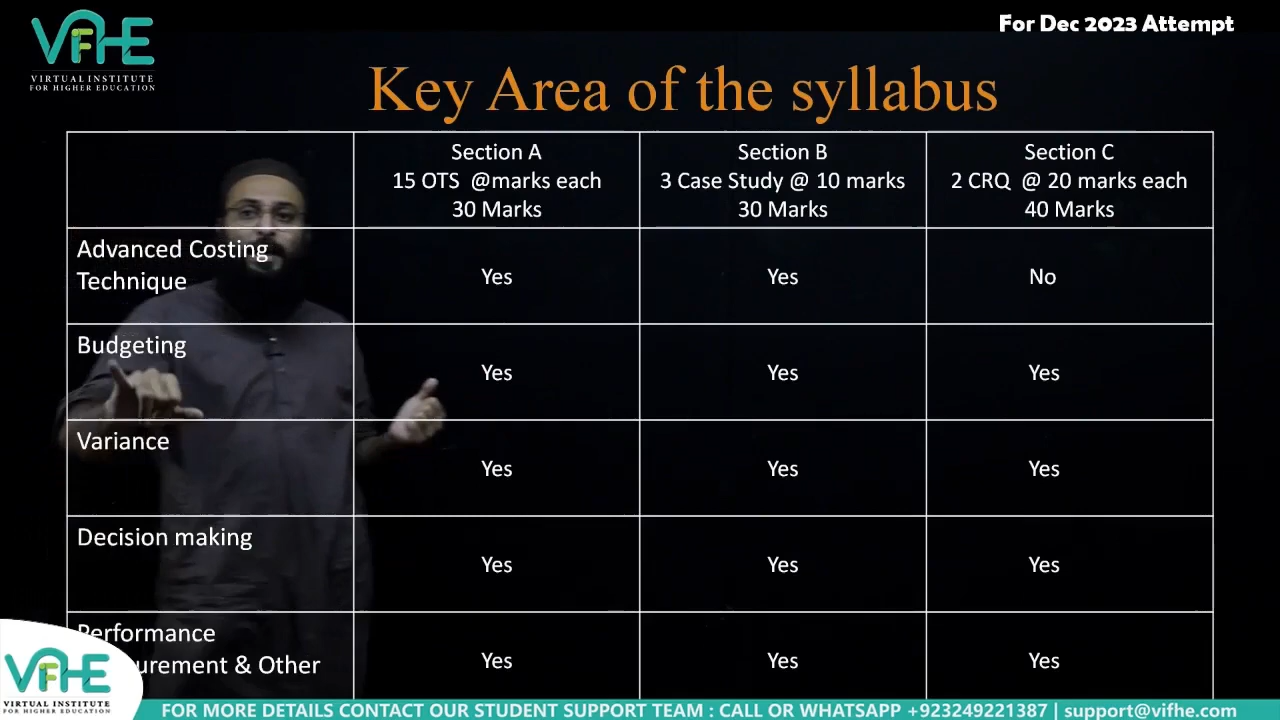 For Dec 2023 Attempt
VIFHE
VIRTUAL INSTITUTE
FOR HIGHER EDUCATION
Key Area of the syllabus
Section A
15 OTS @marks each
30 Marks
Section B
3 Case Study @ 10 marks
30 Marks
Section C
2 CRQ @ 20 marks each
40 Marks
Advanced Costing
Technique
Yes
Yes
No
Budgeting
Yes
Yes
Yes
Variance
Yes
Yes
Yes
Decision making
Yes
Yes
Yes
Performance
urement & Other
Yes
Yes
Yes
VIFHE
VIRTUAL INSTITUTE
FOR HIGHER EDUCATION
FOR MORE DETAILS CONTACT OUR STUDENT SUPPORT TEAM : CALL OR WHATSAPP +923249221387 | support@vifhe.com